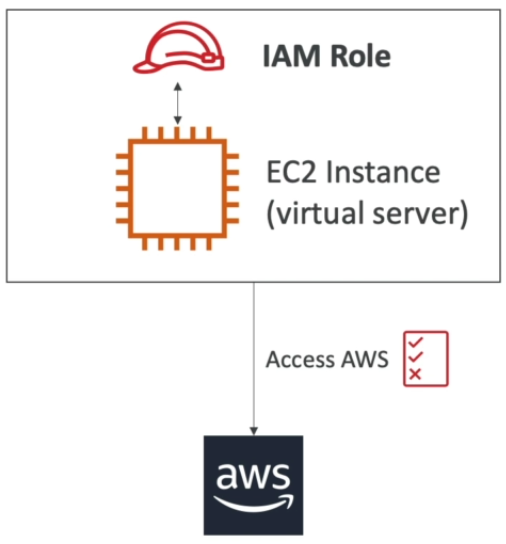 IAM Role
EC2 Instance
(virtual server)
Access AWS
aws